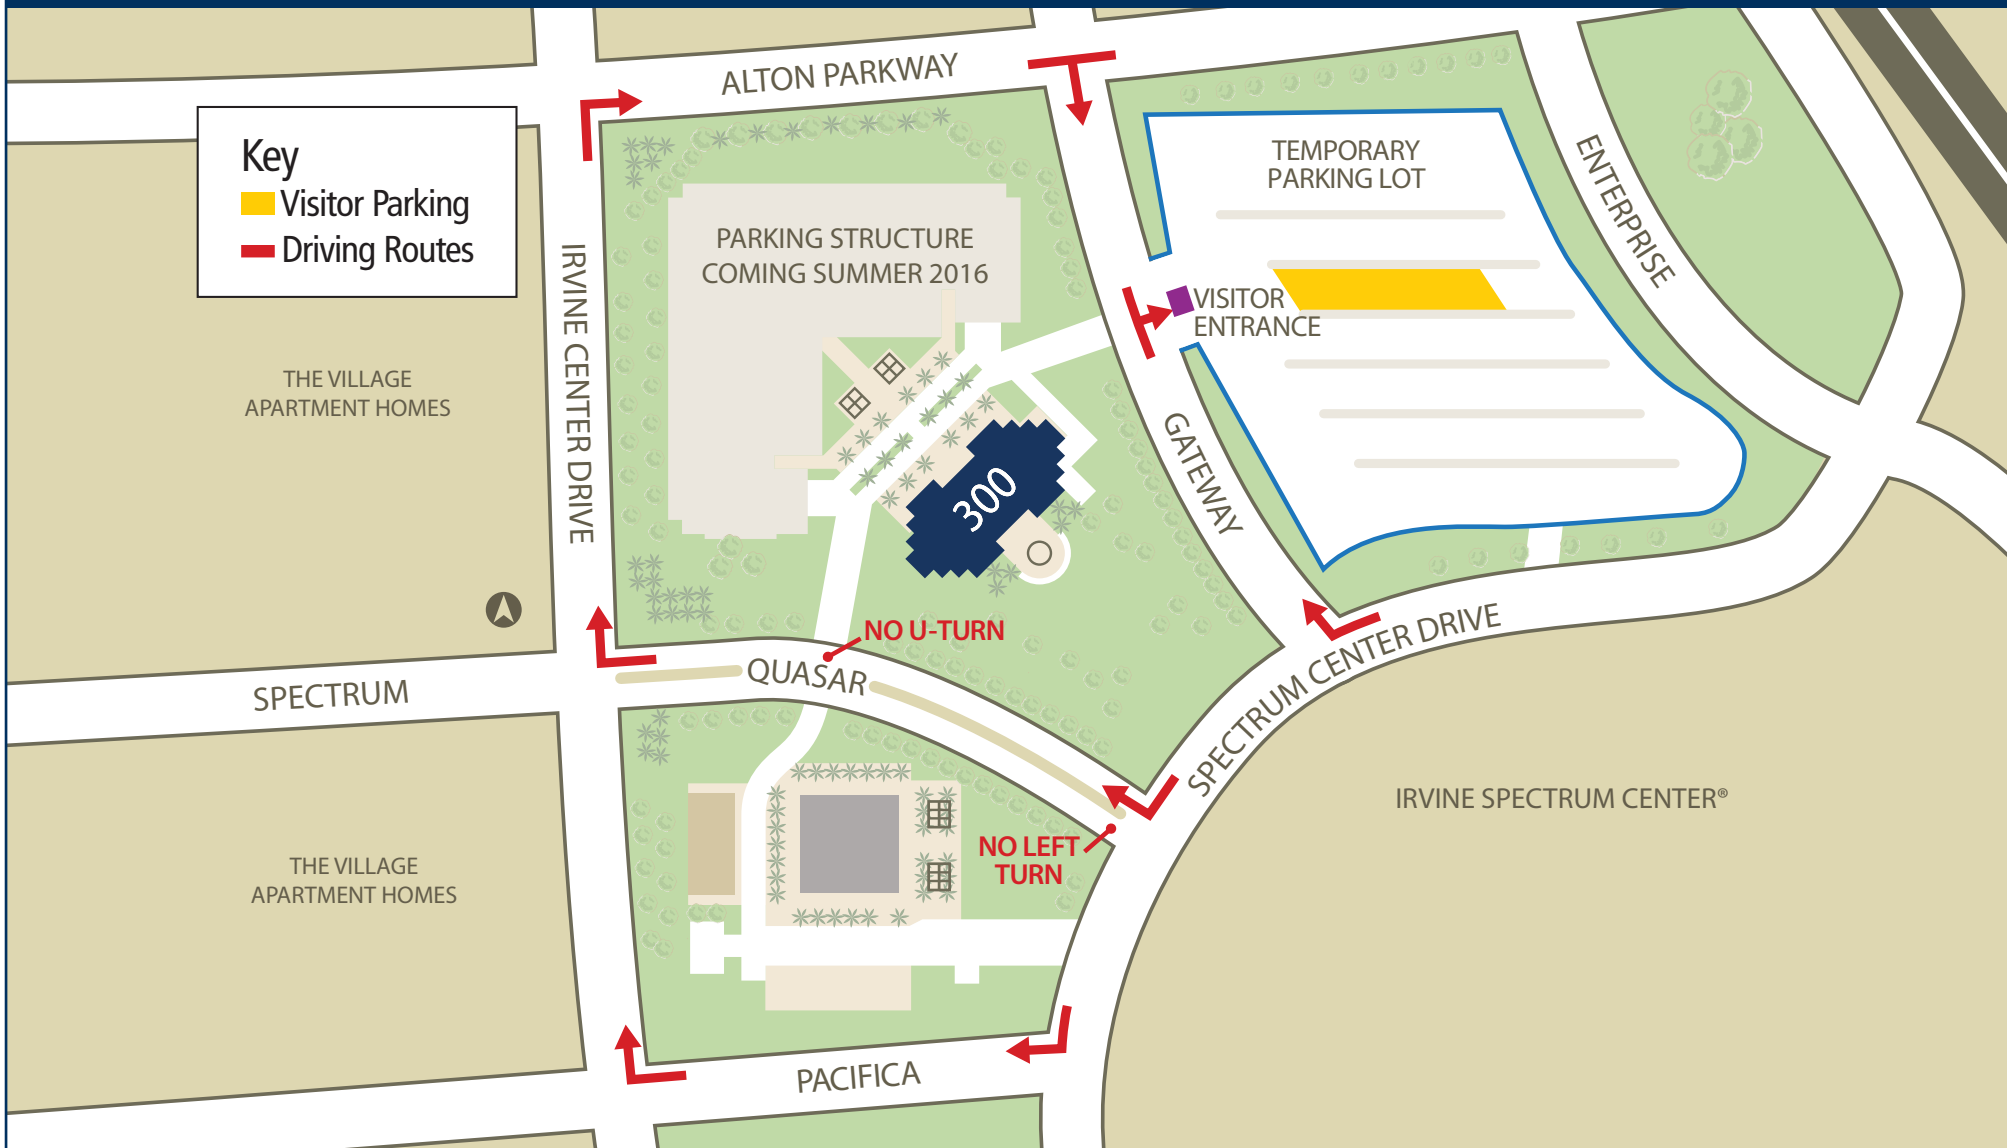 ALTON PARKWAY
Key
Visitor Parking
Driving Routes
TEMPORARY
PARKING LOT
ENTERPRISE
PARKING STRUCTURE
COMING SUMMER 2016
IRVINE CENTER DRIVE
VISITOR
ENTRANCE
THE VILLAGE
APARTMENT HOMES
GATEWAY
300
NO U-TURN
SPECTRUM CENTER DRIVE
QUASAR
SPECTRUM
IRVINE SPECTRUM CENTER®
NO LEFT
TURN
THE VILLAGE
APARTMENT HOMES
PACIFICA